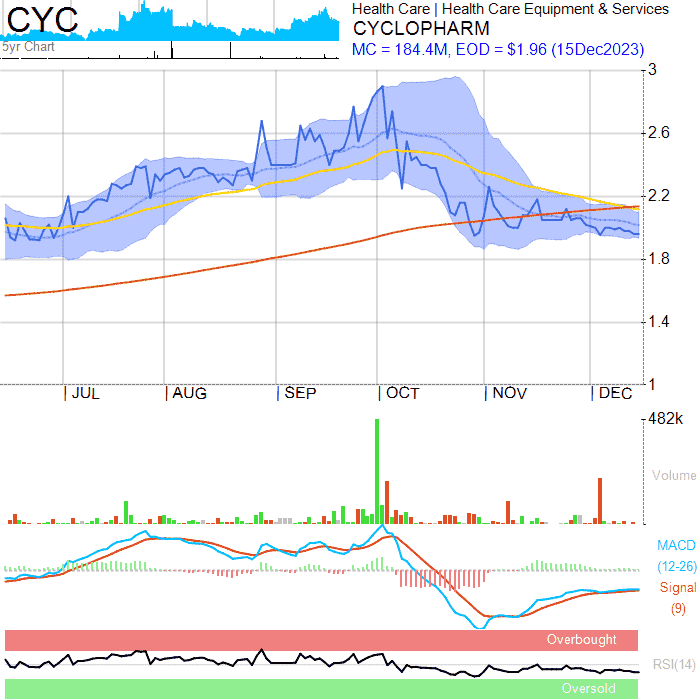 CYC
5yr Chart
Health Care | Health Care Equipment & Services
CYCLOPHARM
MC = 184.4M, EOD = $1.96 (15Dec2023)
3
2.6
2.2
1.8
1.4
1
| JUL | AUG | SEP | OCT | NOV | DEC
482k
Volume
MACD
(12-26)
Signal
(9)
Overbought
RSI(14)
Oversold